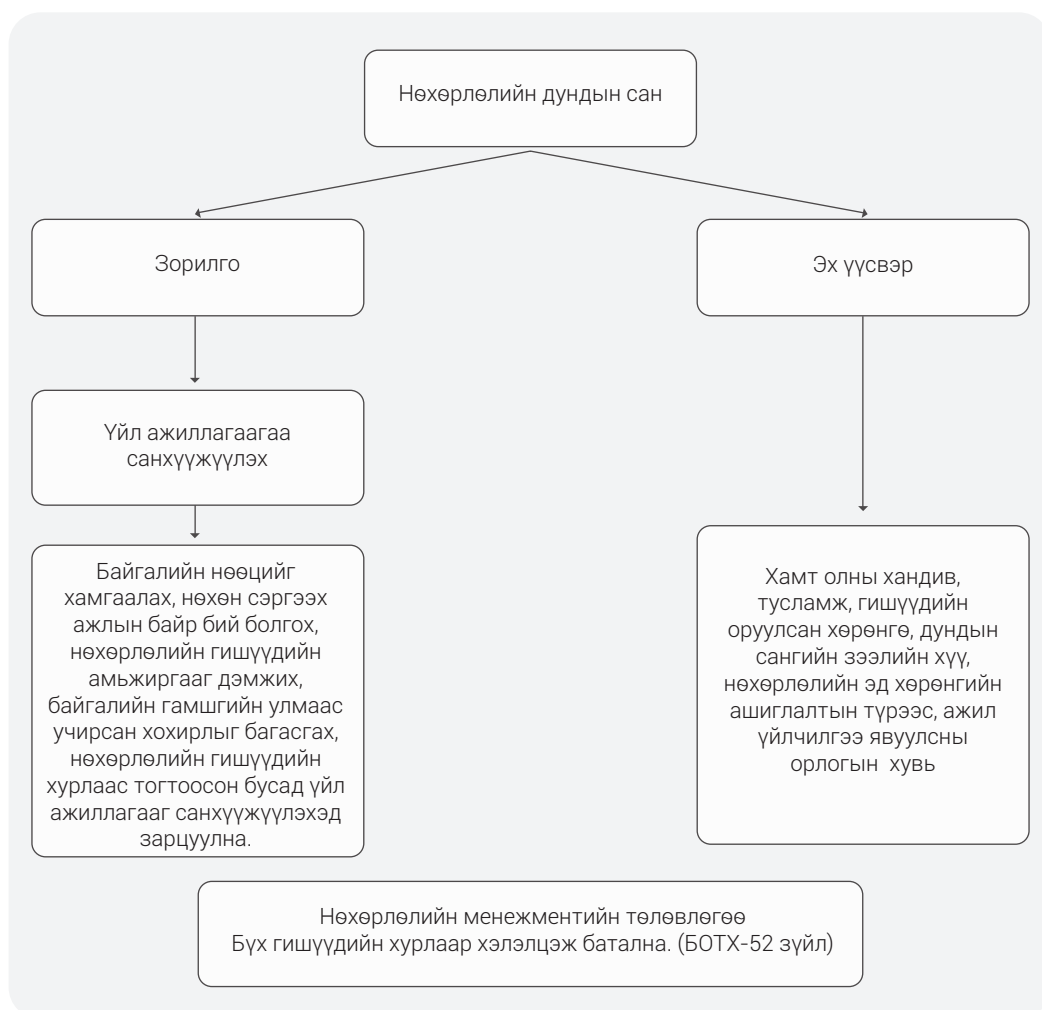 Нөхөрлөлийн дундын сан
Зорилго
Эх үүсвэр
Үйл ажиллагаагаа
санхүүжүүлэх
Байгалийн нөөцийг
хамгаалах, нөхөн сэргээх
ажлын байр бий болгох,
нөхөрлөлийн гишүүдийн
амьжиргааг дэмжих,
байгалийн гамшгийн улмаас
учирсан хохирлыг багасгах,
нөхөрлөлийн гишүүдийн
хурлаас тогтоосон бусад үйл
ажиллагааг санхүүжүүлэхэд
зарцуулна.
Хамт олны хандив,
тусламж, гишүүдийн
оруулсан хөрөнгө, дундын
сангийн зээлийн хүү,
нөхөрлөлийн эд хөрөнгийн
ашиглалтын түрээс, ажил
үйлчилгээ явуулсны
орлогын хувь
Нөхөрлөлийн менежментийн төлөвлөгөө
Бүх гишүүдийн хурлаар хэлэлцэж батална. (БОТХ-52 зүйл)